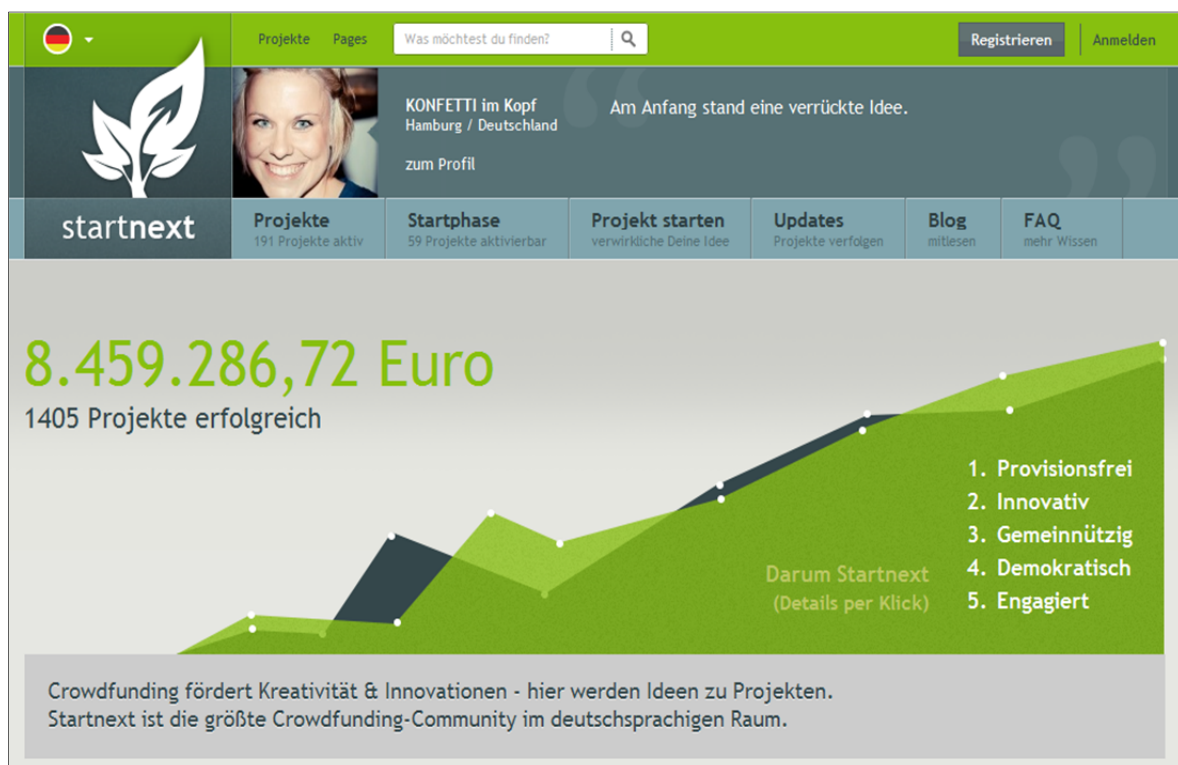 Projekte Pages Was möchtest du finden? Registrieren Anmelden
KONFETTI im Kopf
Hamburg / Deutschland
zum Profil
“ Am Anfang stand eine verrückte Idee. ”
startnext
Projekte
191 Projekte aktiv
Startphase
59 Projekte aktivierbar
Projekt starten
verwirkliche Deine Idee
Updates
Projekte verfolgen
Blog
mitlesen
FAQ
mehr Wissen
8.459.286,72 Euro
1405 Projekte erfolgreich
Darum Startnext
(Details per Klick)
1. Provisionsfrei
2. Innovativ
3. Gemeinnützig
4. Demokratisch
5. Engagiert
Crowdfunding fördert Kreativität & Innovationen - hier werden Ideen zu Projekten.
Startnext ist die größte Crowdfunding-Community im deutschsprachigen Raum.